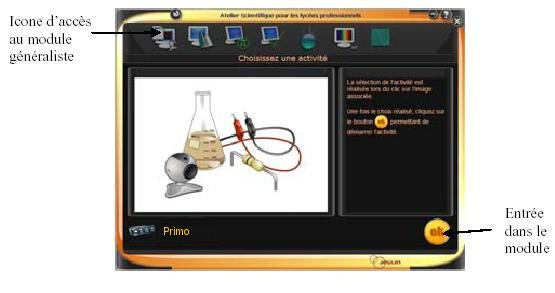 Icone d'accès
au module
généraliste
Atelier Scientifique pour les lycées professionnels
Choisissez une activité
La sélection de l'activité est
réalisée lors du clic sur l'image
associée.
Une fois le choix réalisé, cliquez sur
le bouton ok permettant de
démarrer l'activité.
Primo
ok
Entrée
dans le
module
Jeulin